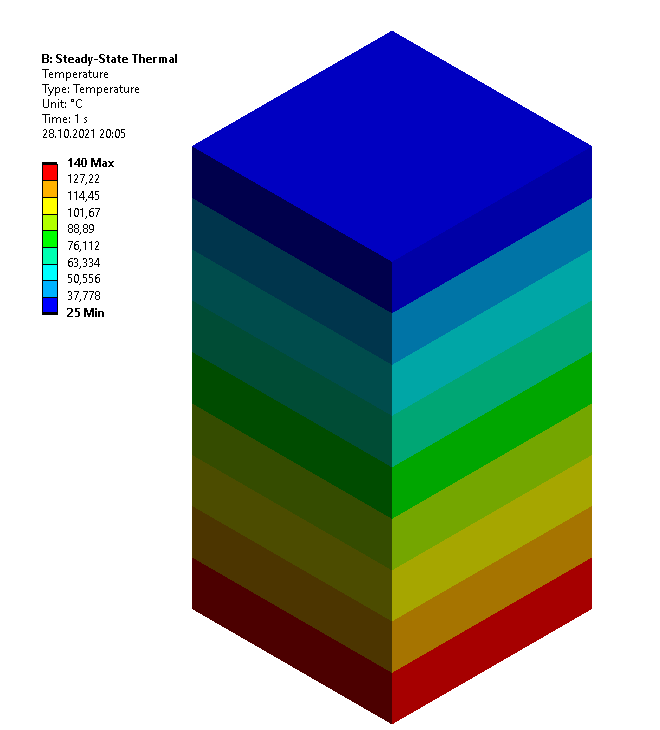 B: Steady-State Thermal
Temperature
Type: Temperature
Unit: °C
Time: 1 s
28.10.2021 20:05
140 Max
127,22
114,45
101,67
88,89
76,112
63,334
50,556
37,778
25 Min